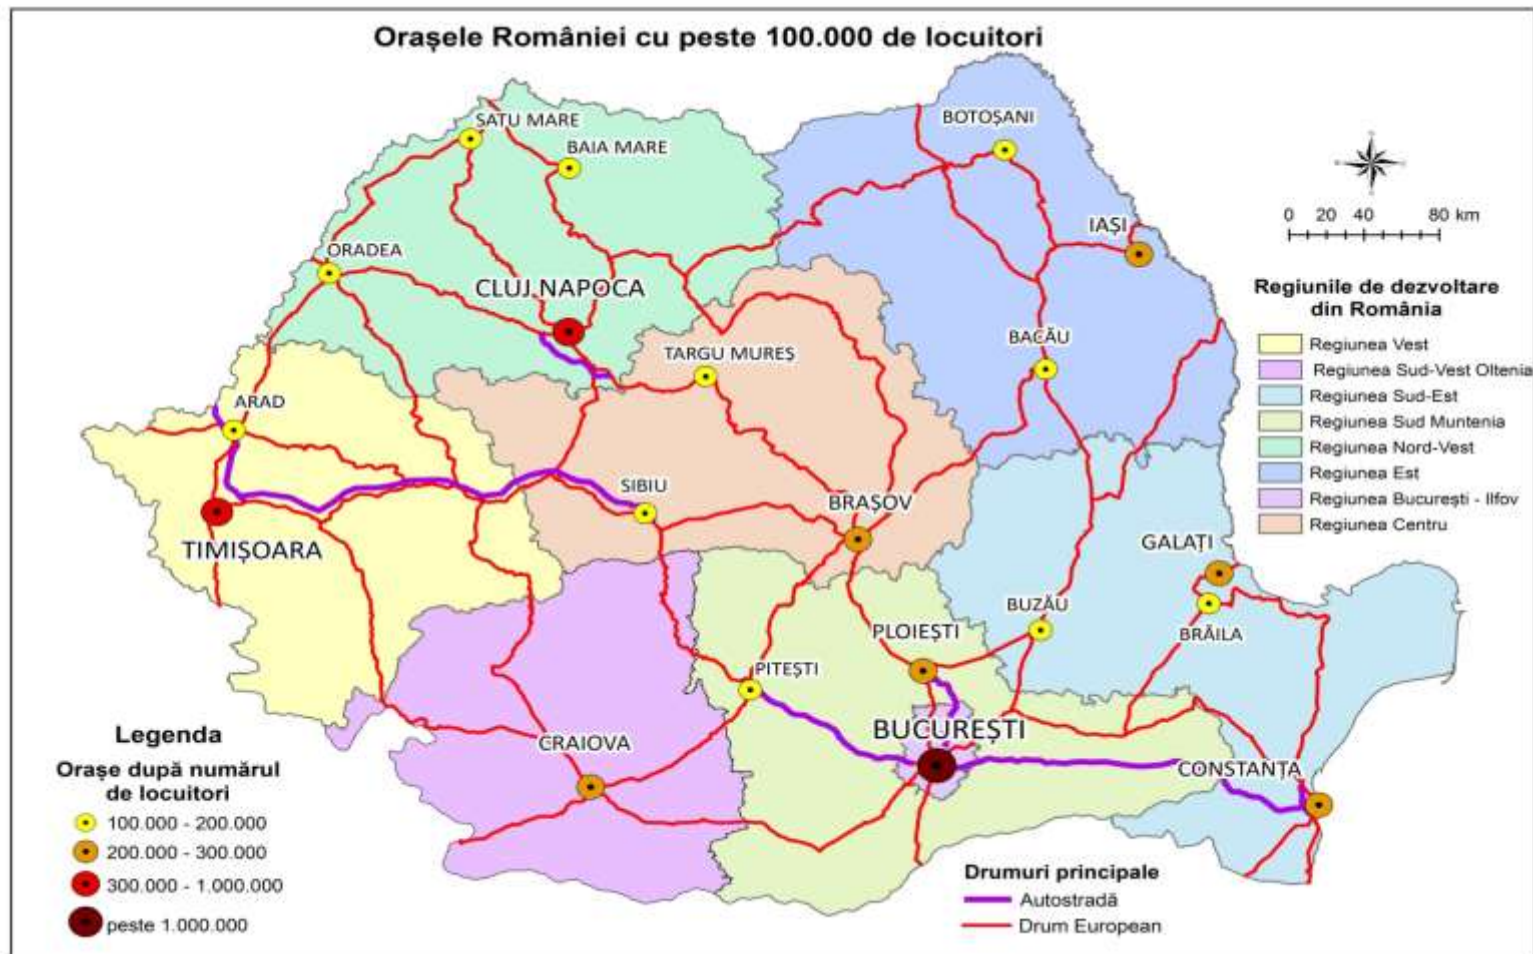 Orașele României cu peste 100.000 de locuitori
BOTOȘANI
SATU MARE
BAIA MARE
IAȘI
ORADEA
CLUJ NAPOCA
BACĂU
TARGU MUREȘ
ARAD
SIBIU
BRAȘOV
TIMIȘOARA
GALAȚI
BUZĂU
PLOIEȘTI
BRĂILA
PITEȘTI
BUCUREȘTI
CRAIOVA
CONSTANȚA
0 20 40 80 km
Regiunile de dezvoltare
din România
Regiunea Vest
Regiunea Sud-Vest Oltenia
Regiunea Sud-Est
Regiunea Sud Muntenia
Regiunea Nord-Vest
Regiunea Est
Regiunea București - Ilfov
Regiunea Centru
Legenda
Orașe după numărul
de locuitori
100.000 - 200.000
200.000 - 300.000
300.000 - 1.000.000
peste 1.000.000
Drumuri principale
Autostradă
Drum European